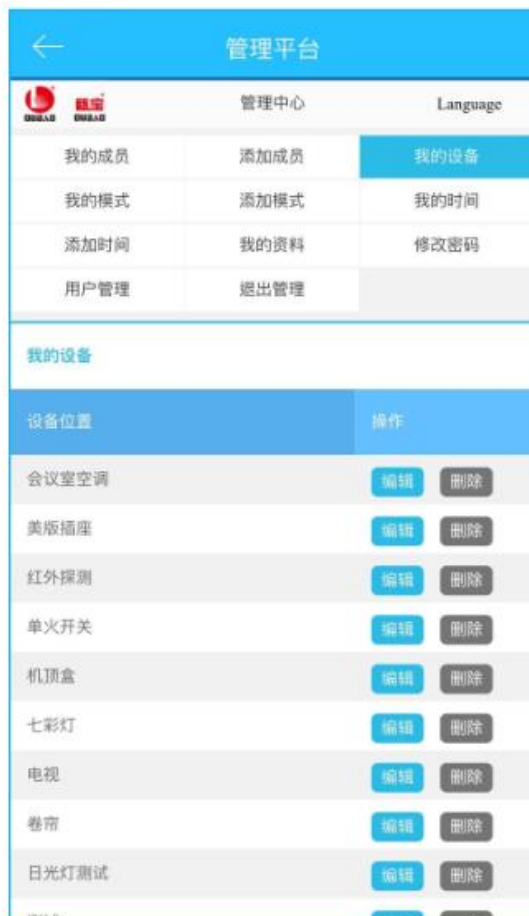 管理平台
OUBAO 甌宝 OUBAO 管理中心 Language
我的成员 添加成员 我的设备
我的模式 添加模式 我的时间
添加时间 我的资料 修改密码
用户管理 退出管理
我的设备
设备位置 操作
会议室空调 编辑 删除
美版插座 编辑 删除
红外探测 编辑 删除
单火开关 编辑 删除
机顶盒 编辑 删除
七彩灯 编辑 删除
电视 编辑 删除
卷帘 编辑 删除
日光灯测试 编辑 删除